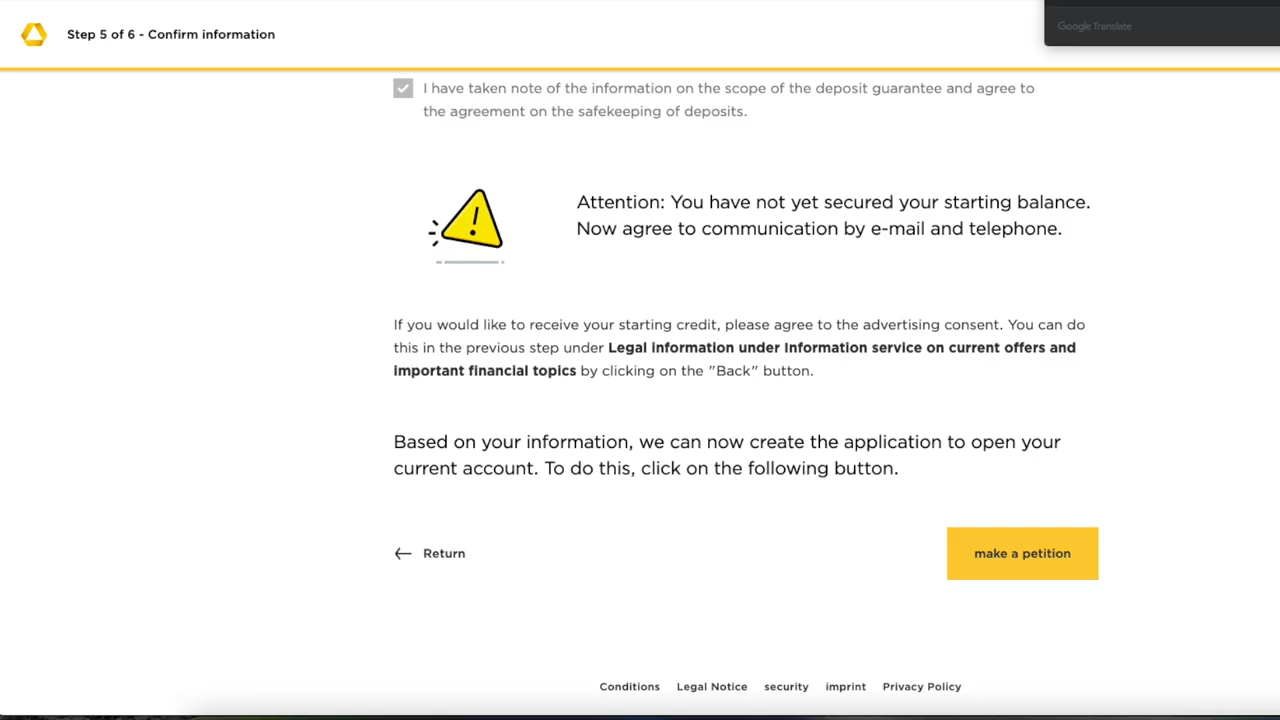 Step 5 of 6 - Confirm information
Google Translate
I have taken note of the information on the scope of the deposit guarantee and agree to
the agreement on the safekeeping of deposits.
Attention: You have not yet secured your starting balance.
Now agree to communication by e-mail and telephone.
If you would like to receive your starting credit, please agree to the advertising consent. You can do
this in the previous step under Legal information under Information service on current offers and
important financial topics by clicking on the "Back" button.
Based on your information, we can now create the application to open your
current account. To do this, click on the following button.
Return
make a petition
Conditions Legal Notice security imprint Privacy Policy